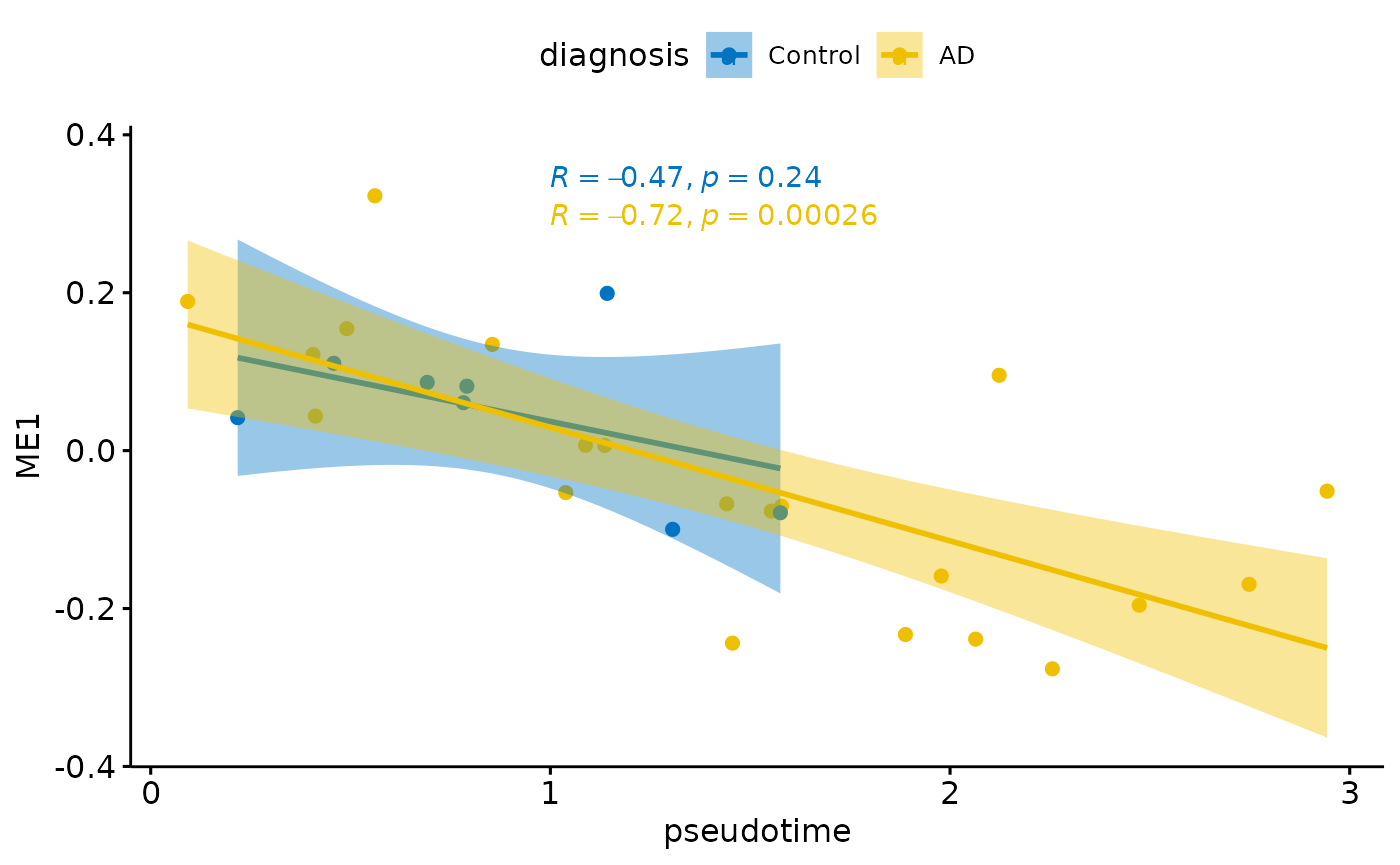 diagnosis Control AD
0.4
R = –0.47, p = 0.24
R = –0.72, p = 0.00026
0.2
0.0
ME1
-0.2
-0.4
0 1 2 3
pseudotime